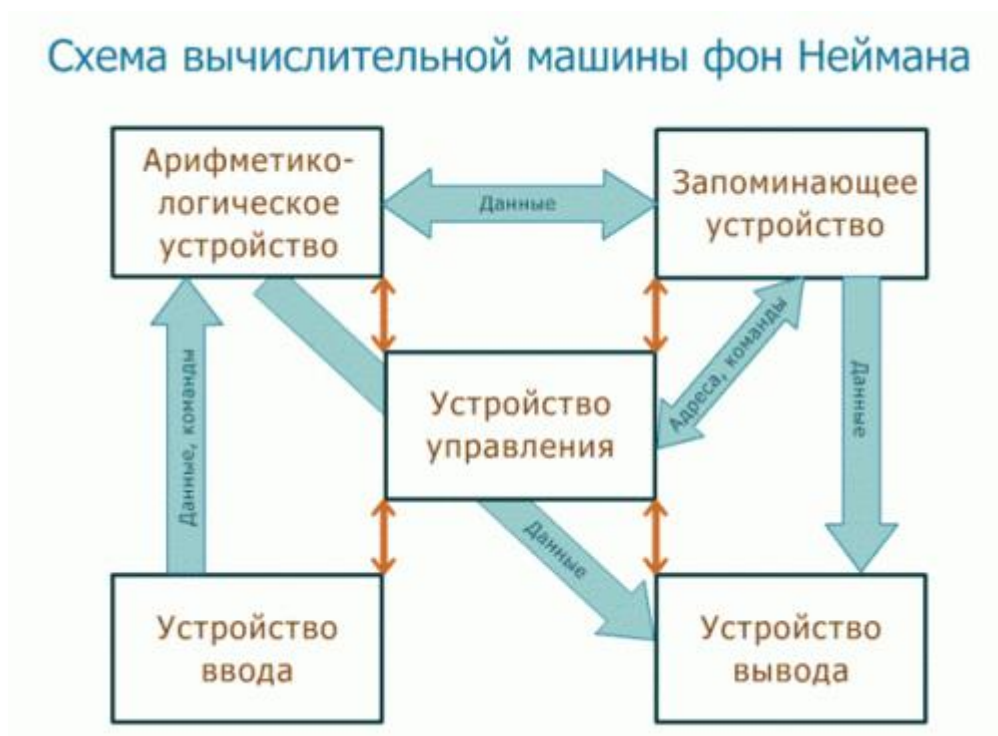 Схема вычислительной машины фон Неймана
Арифметико-
логическое
устройство
Данные
Запоминающее
устройство
Данные, команды
Устройство
управления
Адреса, команды
Данные
Данные
Устройство
ввода
Устройство
вывода